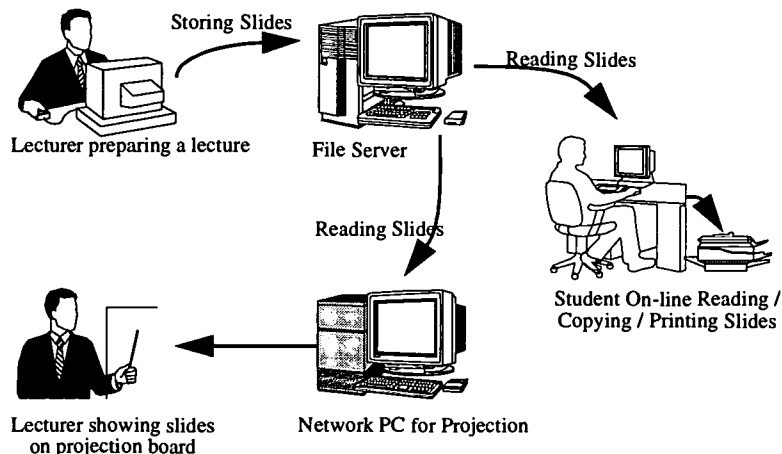 Storing Slides
Reading Slides
Lecturer preparing a lecture
File Server
Reading Slides
Student On-line Reading /
Copying / Printing Slides
Lecturer showing slides
on projection board
Network PC for Projection